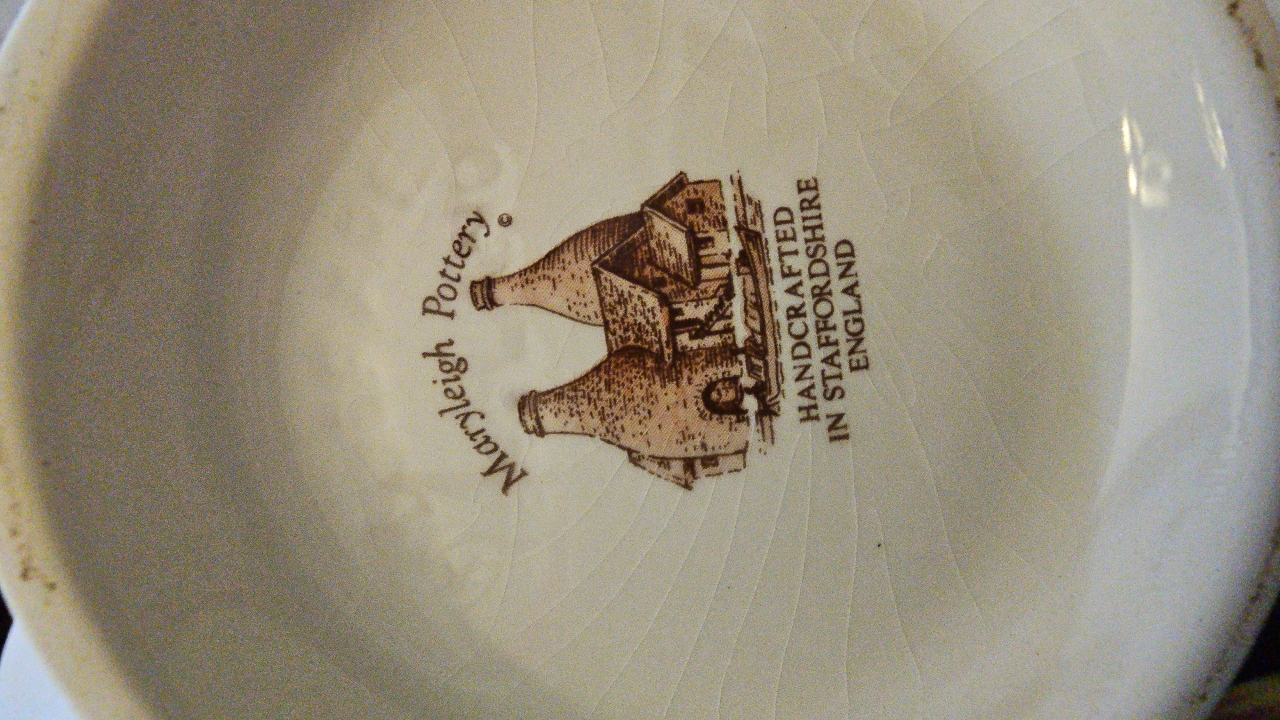 Maryleigh Pottery ©
HANDCRAFTED
IN STAFFORDSHIRE
ENGLAND